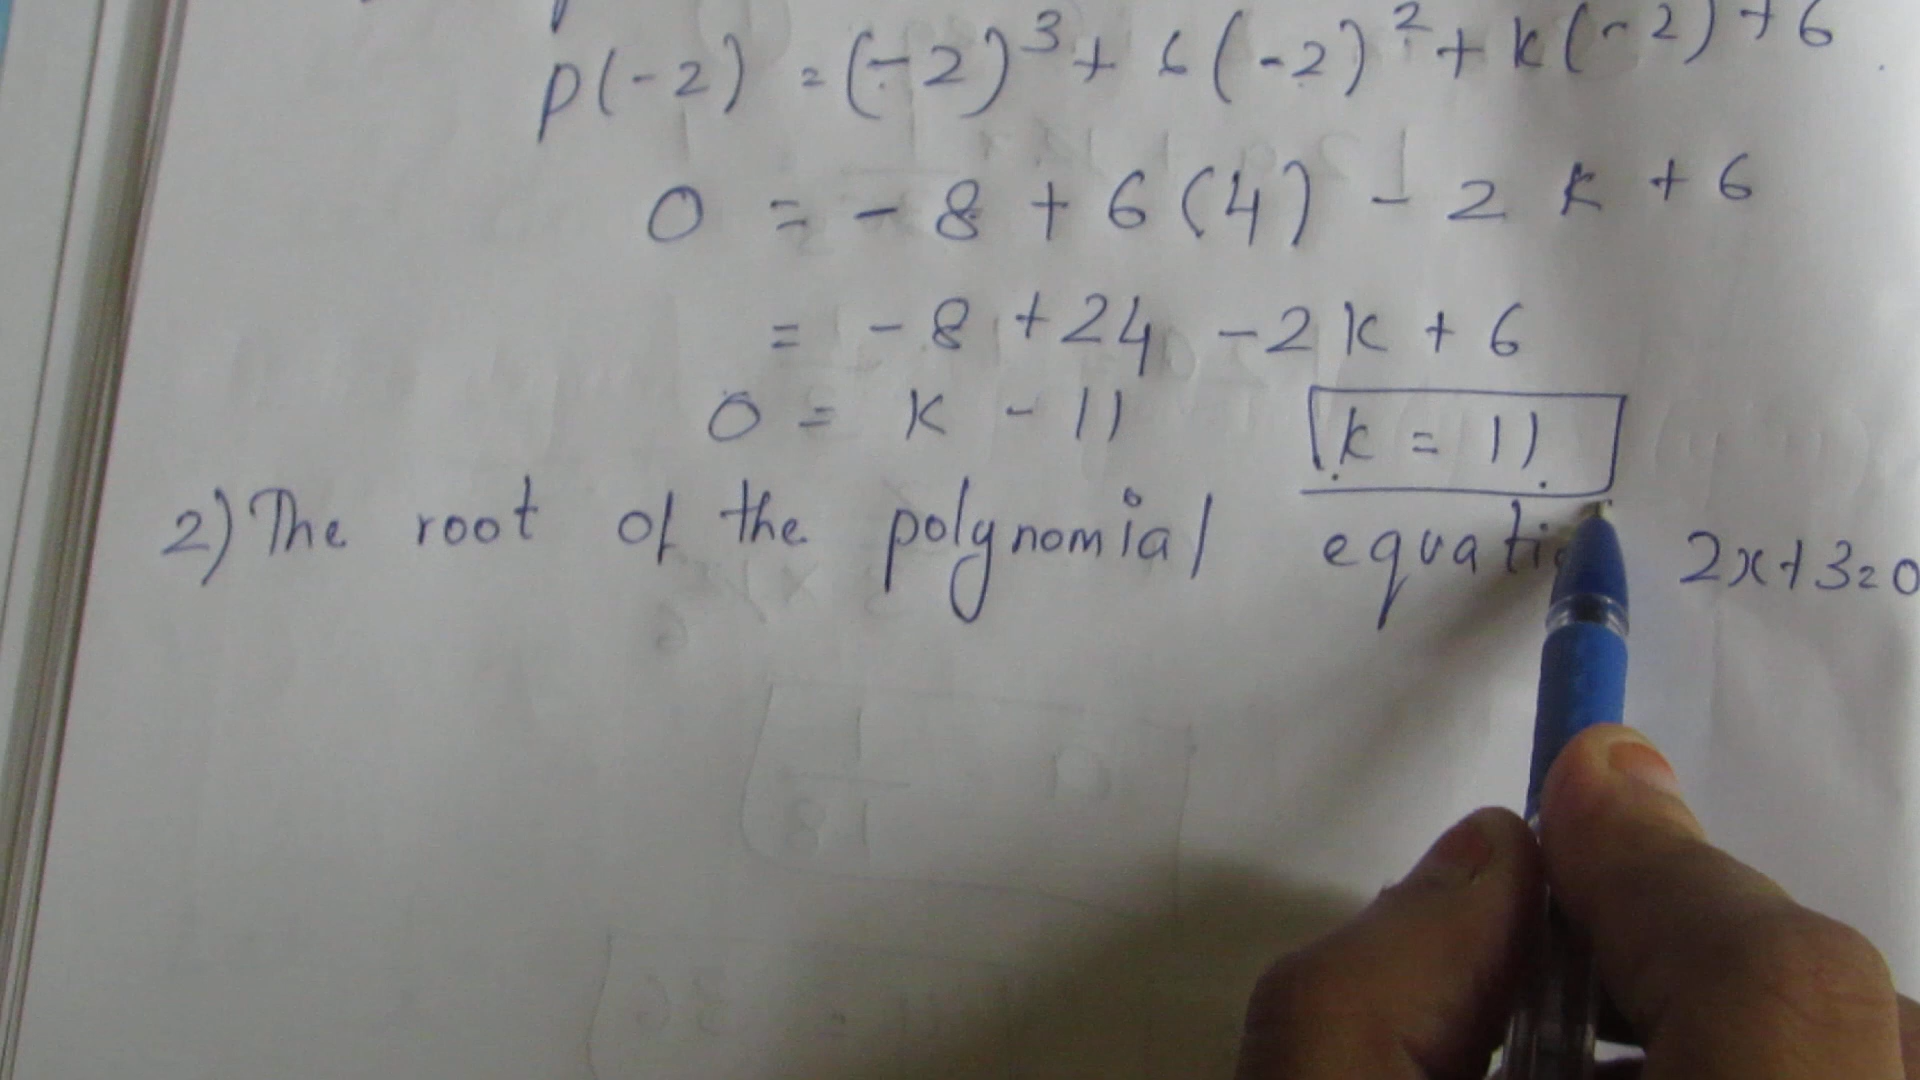 p(-2) = (-2)³ + 6(-2)² + k(-2) + 6
0 = - 8 + 6(4) - 2k + 6
= - 8 + 24 - 2k + 6
0 = k - 11 k = 11
2) The root of the polynomial equati 2x+3=0